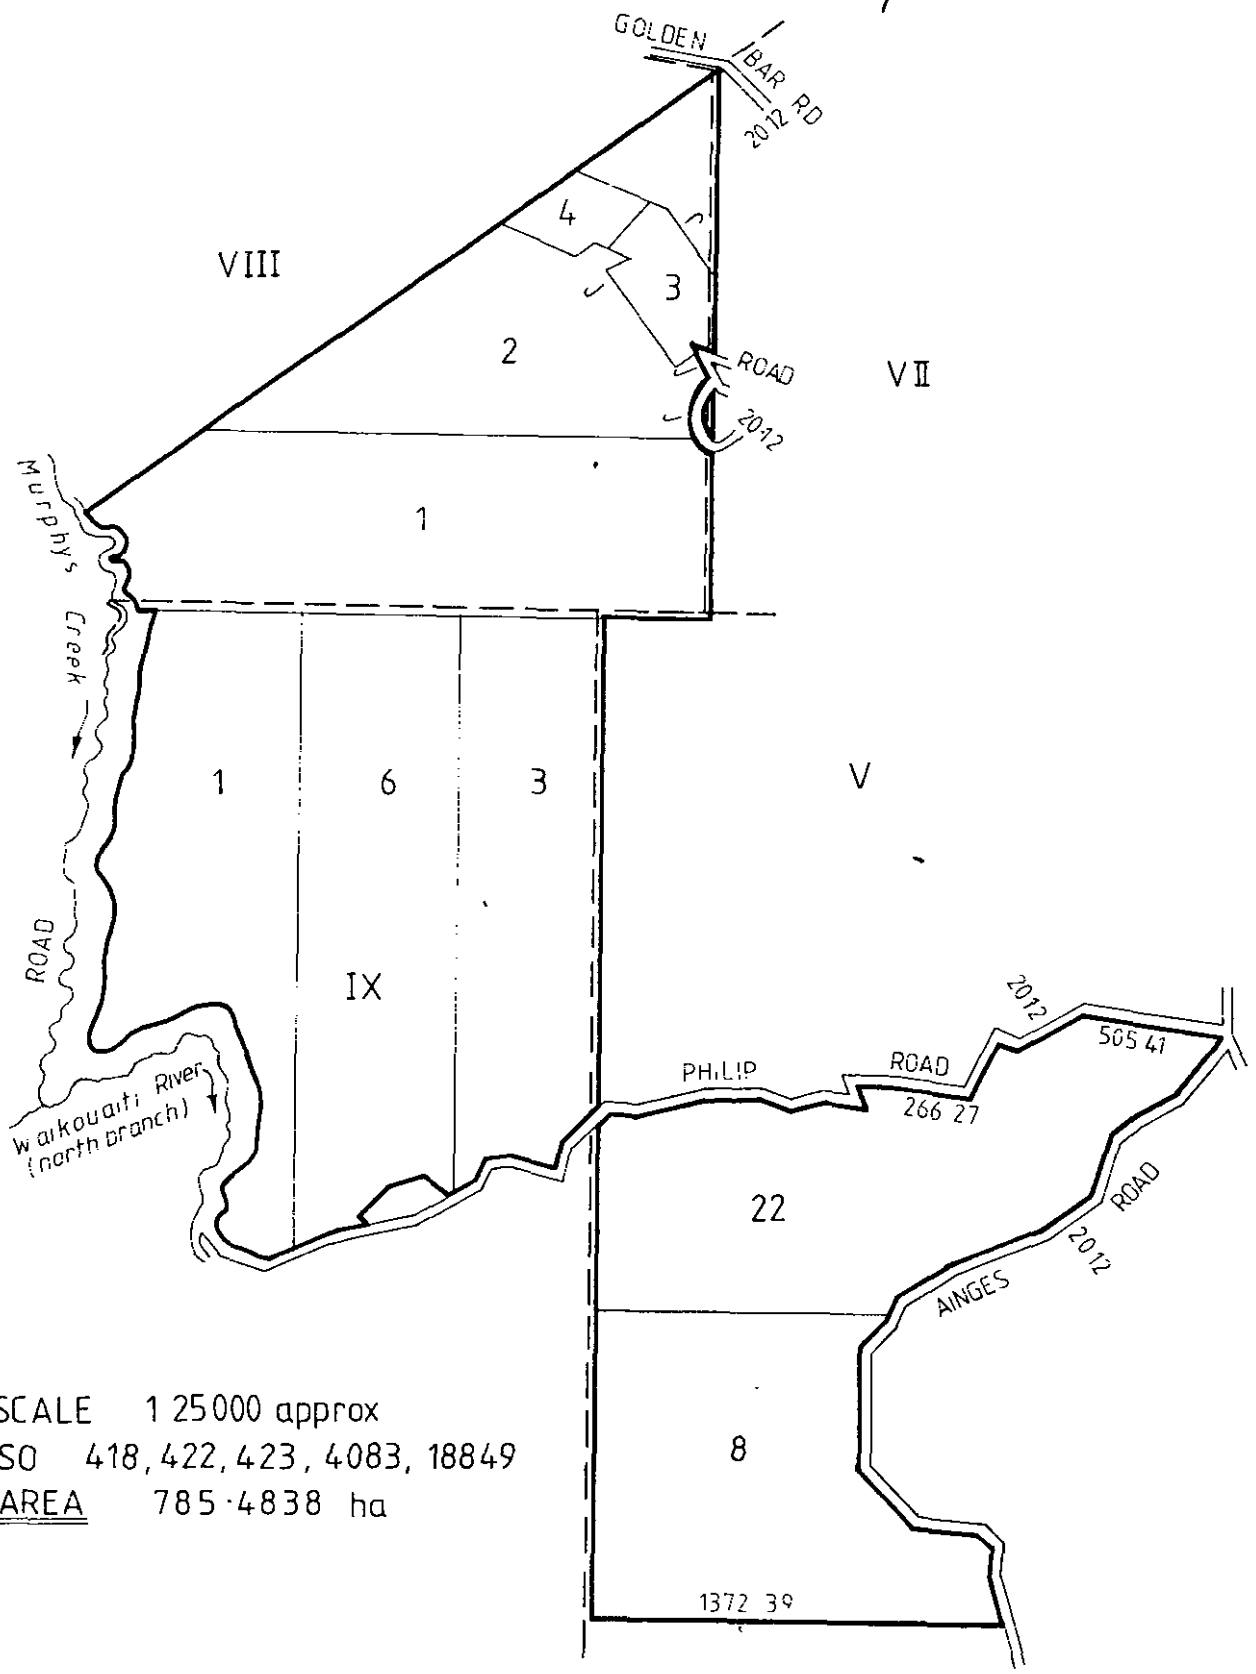 GOLDEN BAR RD
2012
4
VIII
3
2
ROAD
VII
2012
Murphys Creek
1
1
6
3
V
ROAD
IX
2012
505 41
PHILIP ROAD
266 27
Waikouaiti River
(north branch)
22
ROAD
2012
AINGES
SCALE 1 25000 approx
SO 418, 422, 423, 4083, 18849
8
AREA 785·4838 ha
1372 39